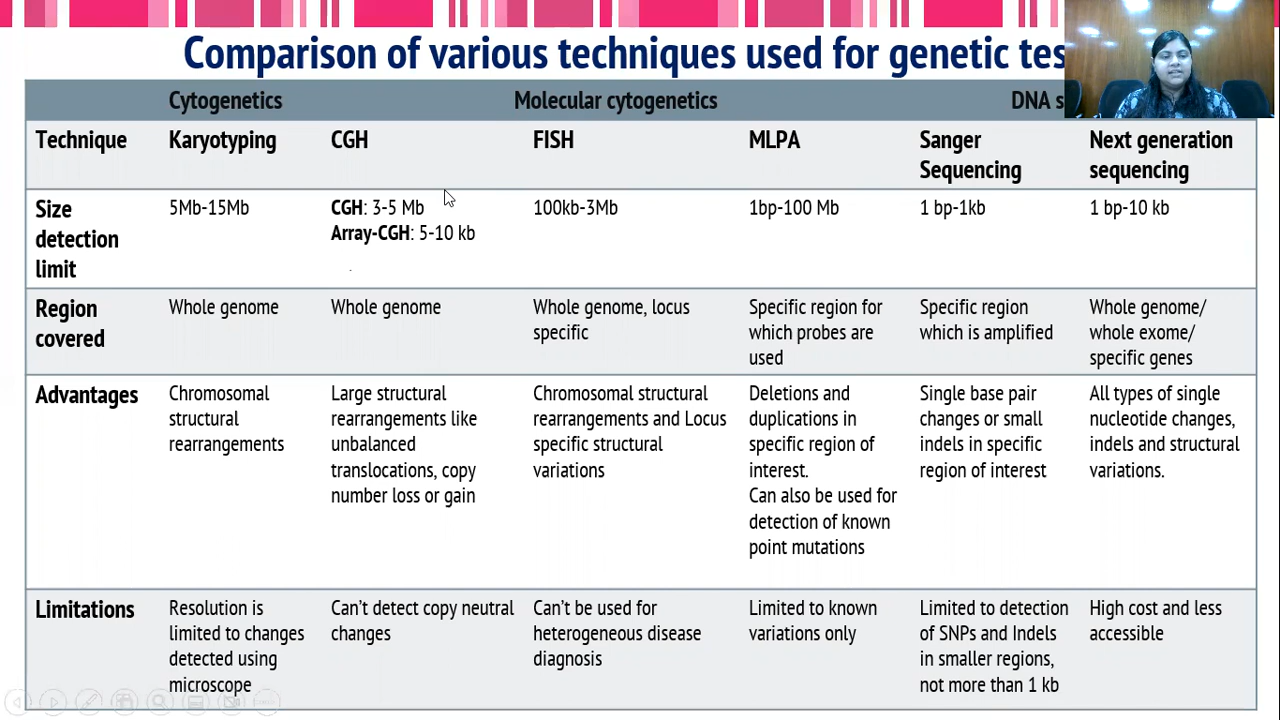 Comparison of various techniques used for genetic tes
Cytogenetics Molecular cytogenetics DNA s
Technique Karyotyping CGH FISH MLPA Sanger Sequencing Next generation sequencing
Size detection limit
5Mb-15Mb
CGH: 3-5 Mb
Array-CGH: 5-10 kb
100kb-3Mb
1bp-100 Mb
1 bp-1kb
1 bp-10 kb
Region covered
Whole genome
Whole genome
Whole genome, locus
specific
Specific region for
which probes are
used
Specific region
which is amplified
Whole genome/
whole exome/
specific genes
Advantages
Chromosomal
structural
rearrangements
Large structural
rearrangements like
unbalanced
translocations, copy
number loss or gain
Chromosomal structural
rearrangements and Locus
specific structural
variations
Deletions and
duplications in
specific region of
interest.
Can also be used for
detection of known
point mutations
Single base pair
changes or small
indels in specific
region of interest
All types of single
nucleotide changes,
indels and structural
variations.
Limitations
Resolution is
limited to changes
detected using
microscope
Can't detect copy neutral
changes
Can't be used for
heterogeneous disease
diagnosis
Limited to known
variations only
Limited to detection
of SNPs and Indels
in smaller regions,
not more than 1 kb
High cost and less
accessible